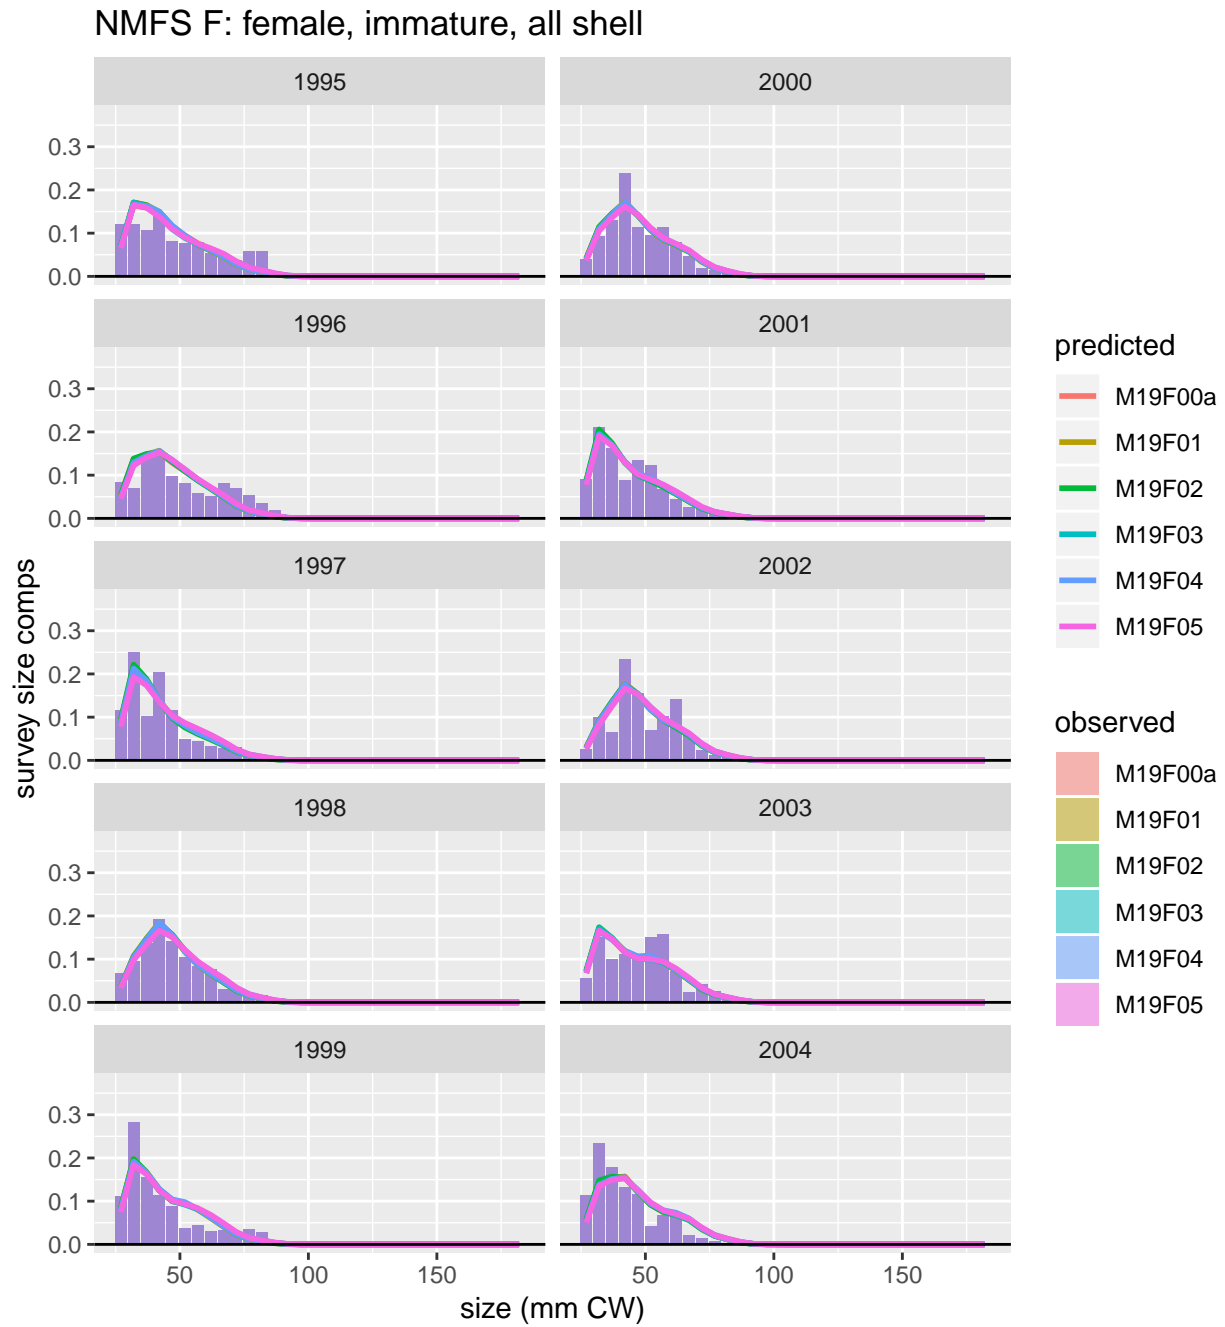 NMFS F: female, immature, all shell
1995 2000
0.3
0.2
0.1
0.0
1996 2001
0.3
0.2
0.1
0.0
1997 2002
0.3
0.2
0.1
0.0
1998 2003
0.3
0.2
0.1
0.0
1999 2004
0.3
0.2
0.1
0.0
50 100 150 50 100 150
size (mm CW)
survey size comps
predicted
M19F00a
M19F01
M19F02
M19F03
M19F04
M19F05
observed
M19F00a
M19F01
M19F02
M19F03
M19F04
M19F05